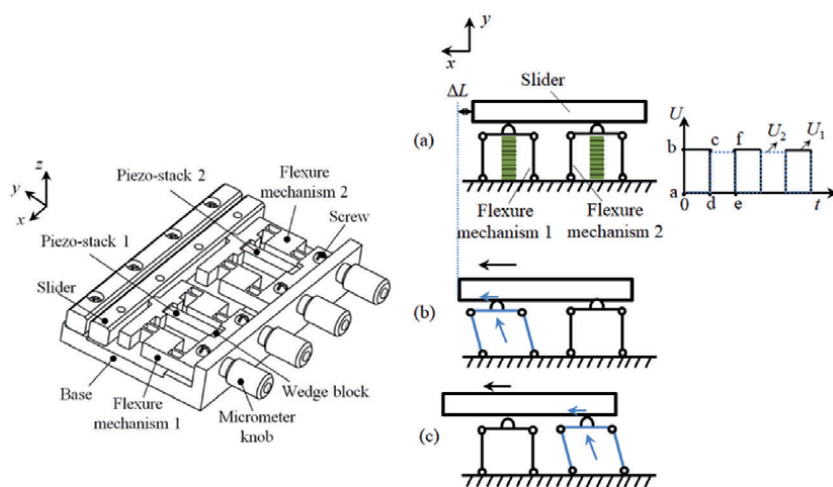 z
y
x
Piezo-stack 2
Flexure
mechanism 2
Screw
Piezo-stack 1
Slider
Base
Flexure
mechanism 1
Micrometer
knob
Wedge block
y
x
ΔL
Slider
(a)
Flexure
mechanism 1
Flexure
mechanism 2
U
b
c
f
U2
U1
a
0
d
e
t
(b)
(c)